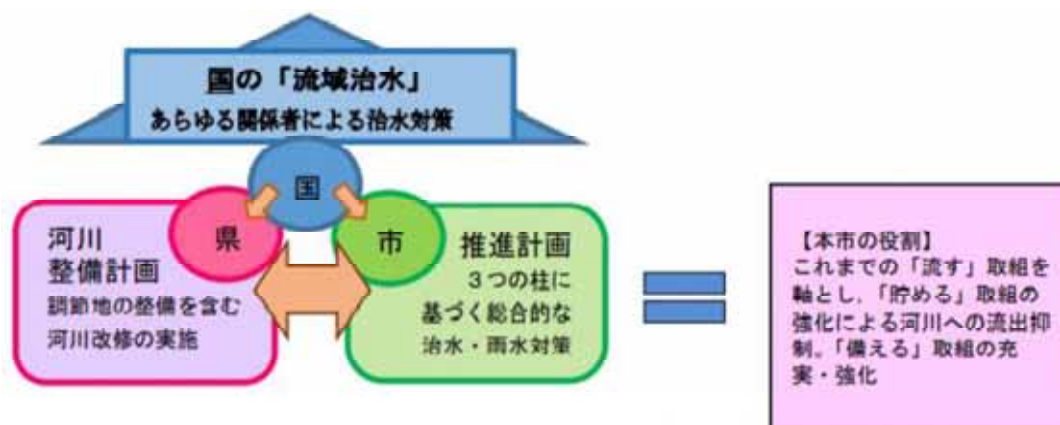 国の「流域治水」
あらゆる関係者による治水対策
国
県
市
河川
整備計画
調節地の整備を含む
河川改修の実施
推進計画
３つの柱に
基づく総合的な
治水・雨水対策
【本市の役割】
これまでの「流す」取組を
軸とし，「貯める」取組の
強化による河川への流出抑
制。「備える」取組の充
実・強化